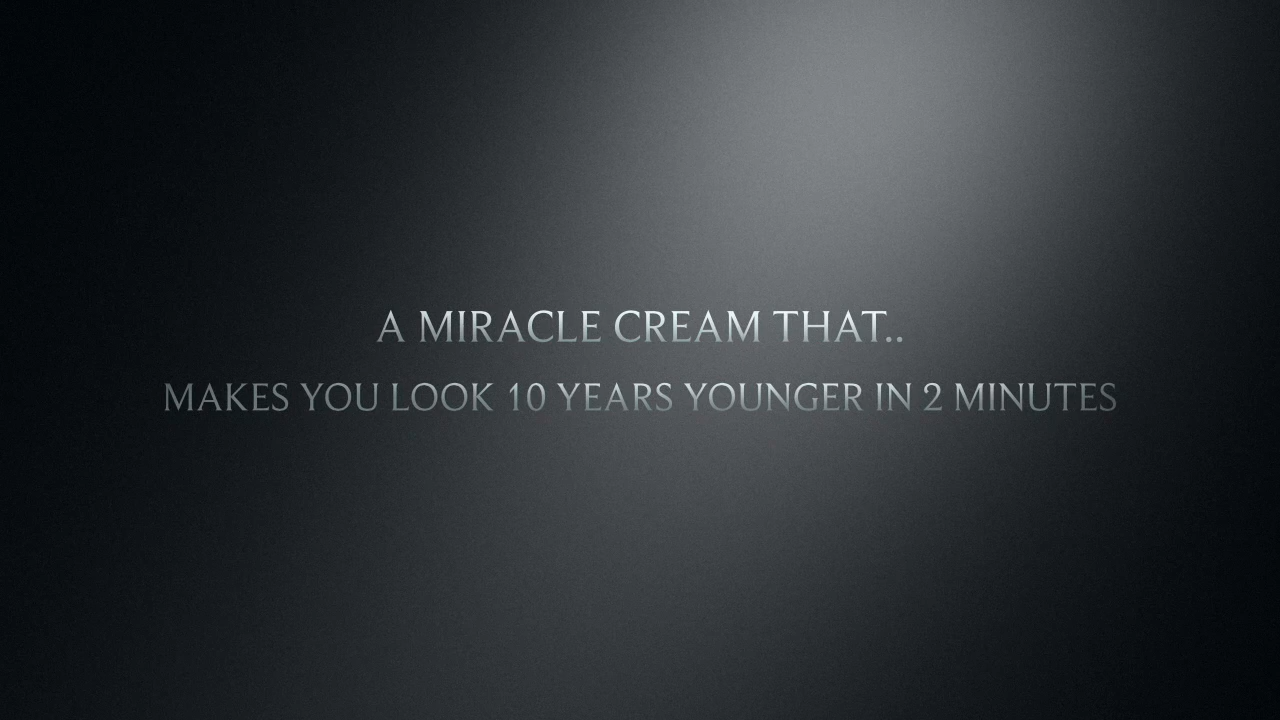 A MIRACLE CREAM THAT..
MAKES YOU LOOK 10 YEARS YOUNGER IN 2 MINUTES